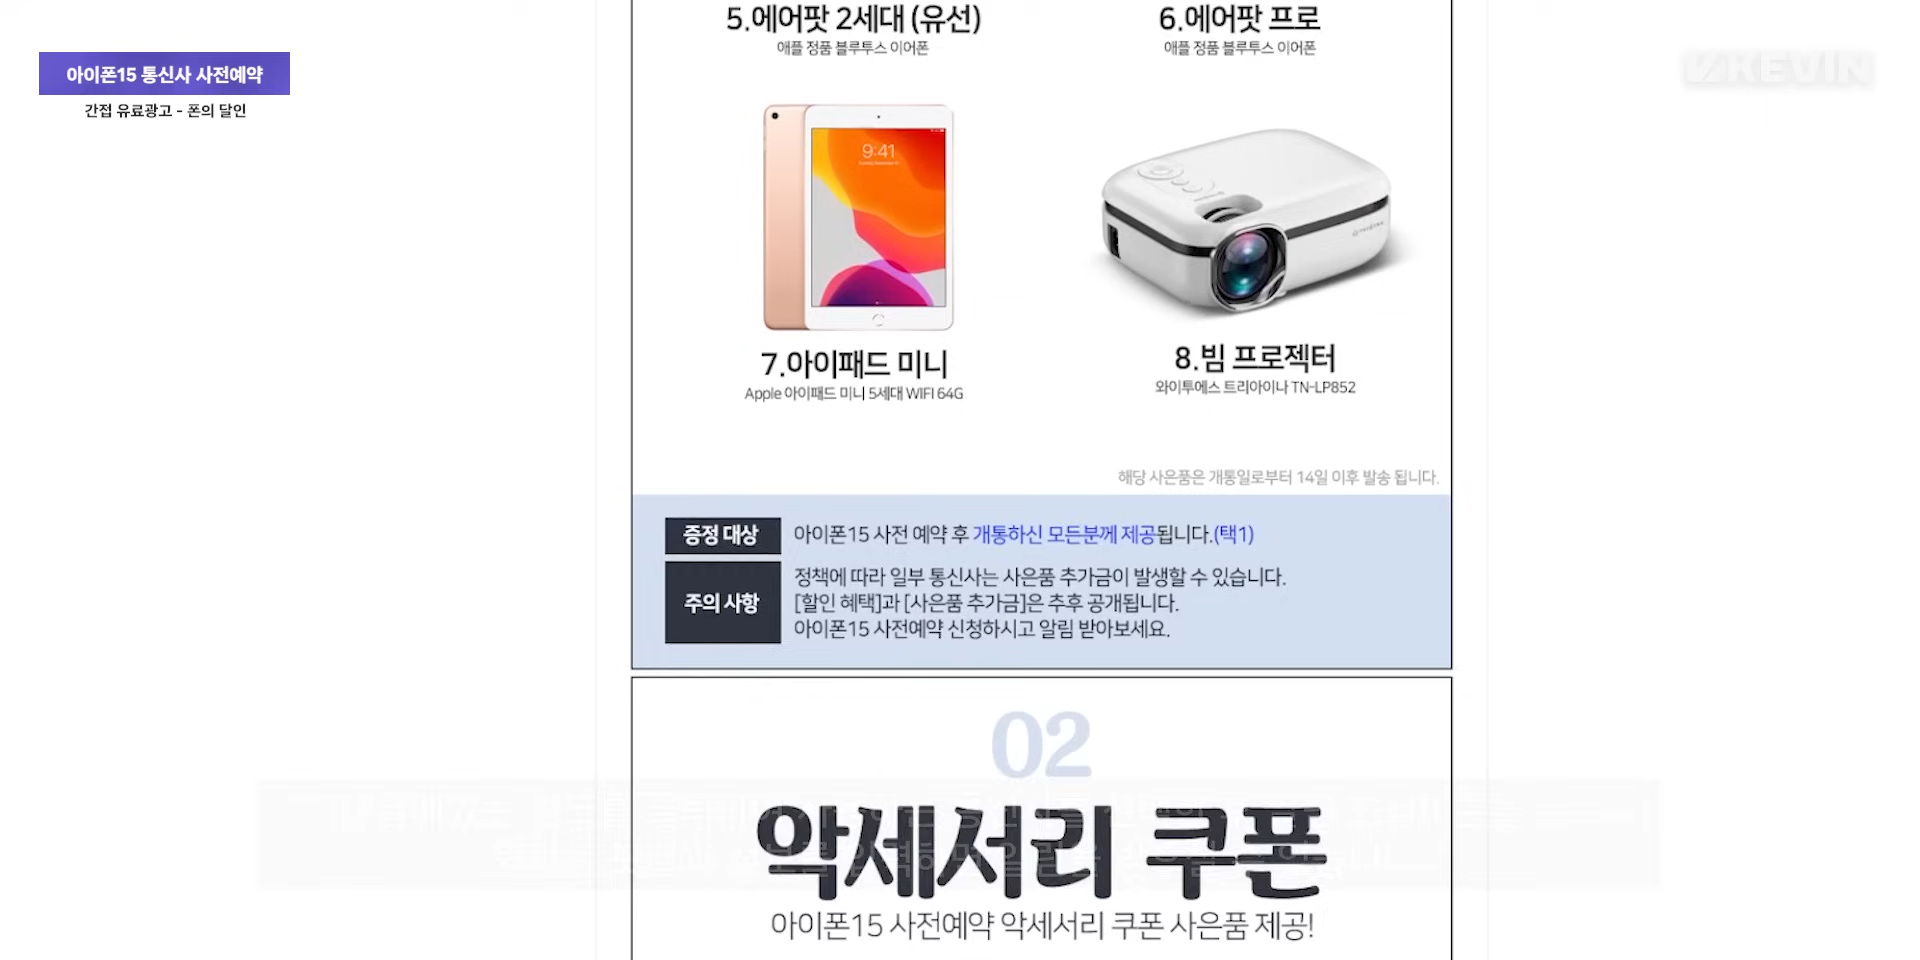 5.에어팟 2세대 (유선)
애플 정품 블루투스 이어폰
6.에어팟 프로
애플 정품 블루투스 이어폰
아이폰15 통신사 사전예약
간접 유료광고 - 폰의 달인
KEVIN
9:41
7.아이패드 미니
Apple 아이패드 미니 5세대 WIFI 64G
8.빔 프로젝터
와이투에스 트리아이나 TN-LP852
해당 사은품은 개통일로부터 14일 이후 발송 됩니다.
증정 대상
아이폰15 사전 예약 후 개통하신 모든분께 제공됩니다.(택1)
주의 사항
정책에 따라 일부 통신사는 사은품 추가금이 발생할 수 있습니다.
[할인 혜택]과 [사은품 추가금]은 추후 공개됩니다.
아이폰15 사전예약 신청하시고 알림 받아보세요.
02
악세서리 쿠폰
아이폰15 사전예약 악세서리 쿠폰 사은품 제공!